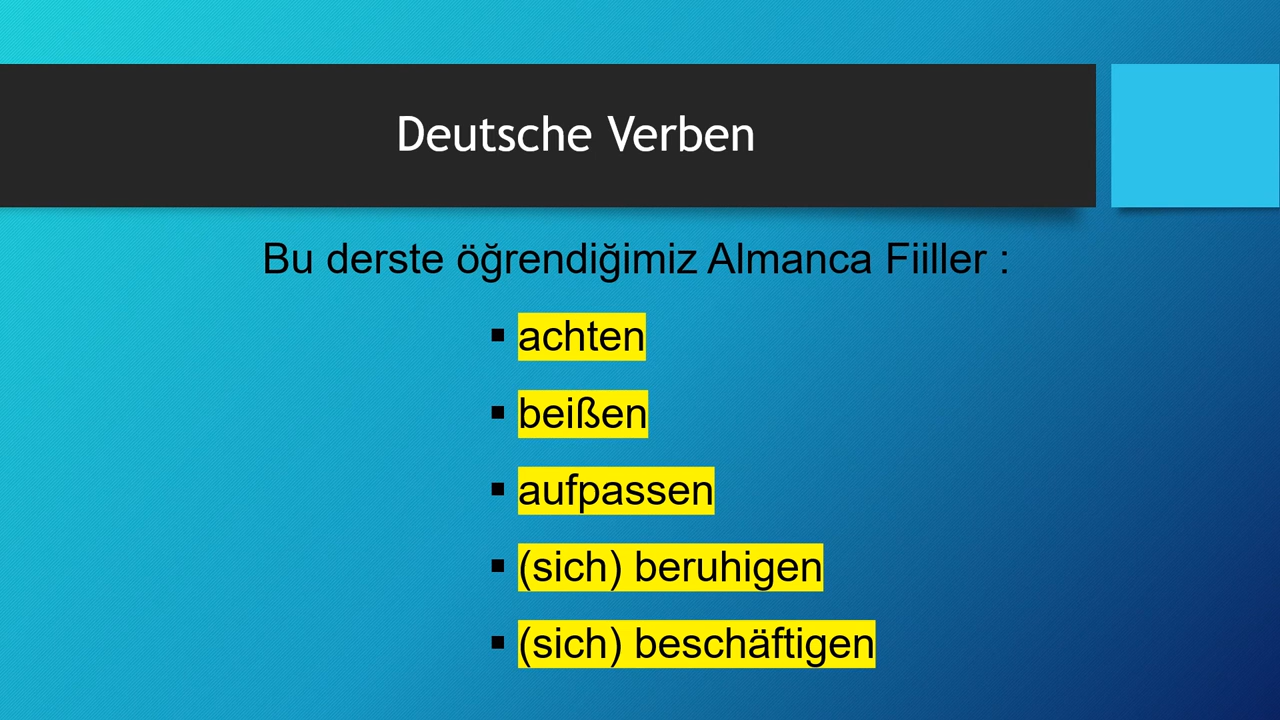 Deutsche Verben
Bu derste öğrendiğimiz Almanca Fiiller :
▪ achten
▪ beißen
▪ aufpassen
▪ (sich) beruhigen
▪ (sich) beschäftigen